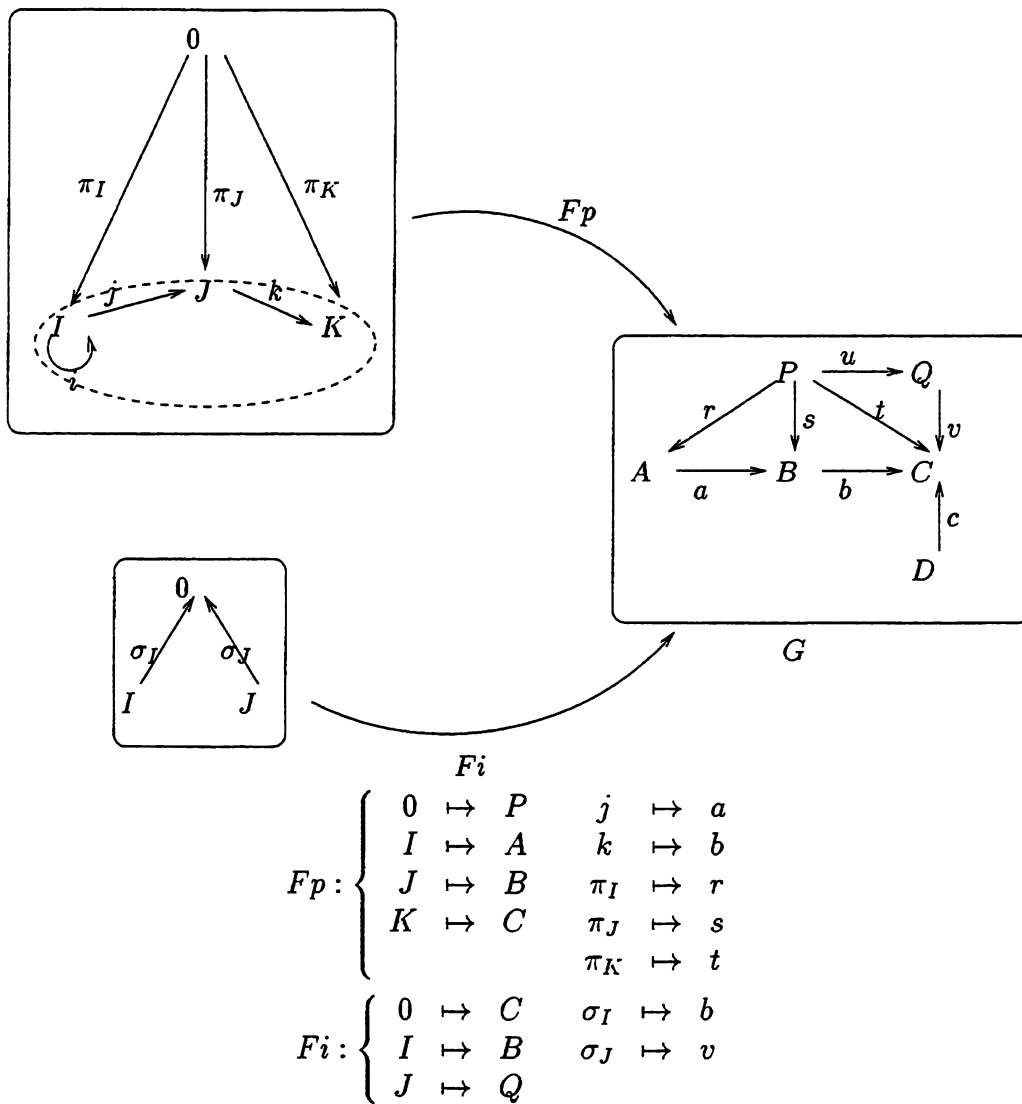 0
π_I π_J π_K
Fp
j J k
I K
i
P u Q
r s t v
A B C
a b
c
D
0
G
σ_I σ_J
I J
Fi
Fp : { 0 ↦ P j ↦ a
I ↦ A k ↦ b
J ↦ B π_I ↦ r
K ↦ C π_J ↦ s
π_K ↦ t
Fi : { 0 ↦ C σ_I ↦ b
I ↦ B σ_J ↦ v
J ↦ Q